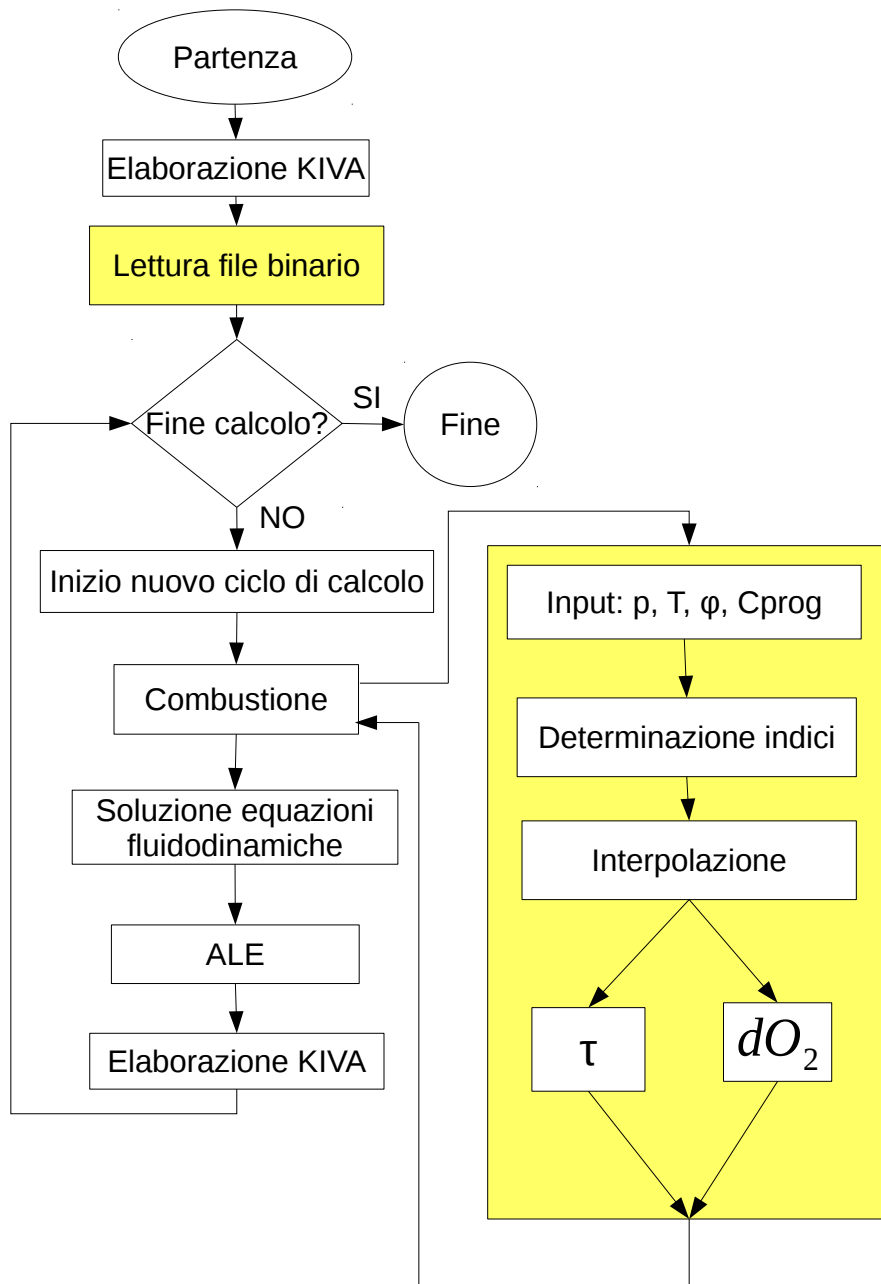 Partenza
Elaborazione KIVA
Lettura file binario
Fine calcolo?
SI
Fine
NO
Inizio nuovo ciclo di calcolo
Combustione
Soluzione equazioni
fluidodinamiche
ALE
Elaborazione KIVA
Input: p, T, φ, Cprog
Determinazione indici
Interpolazione
τ
dO₂